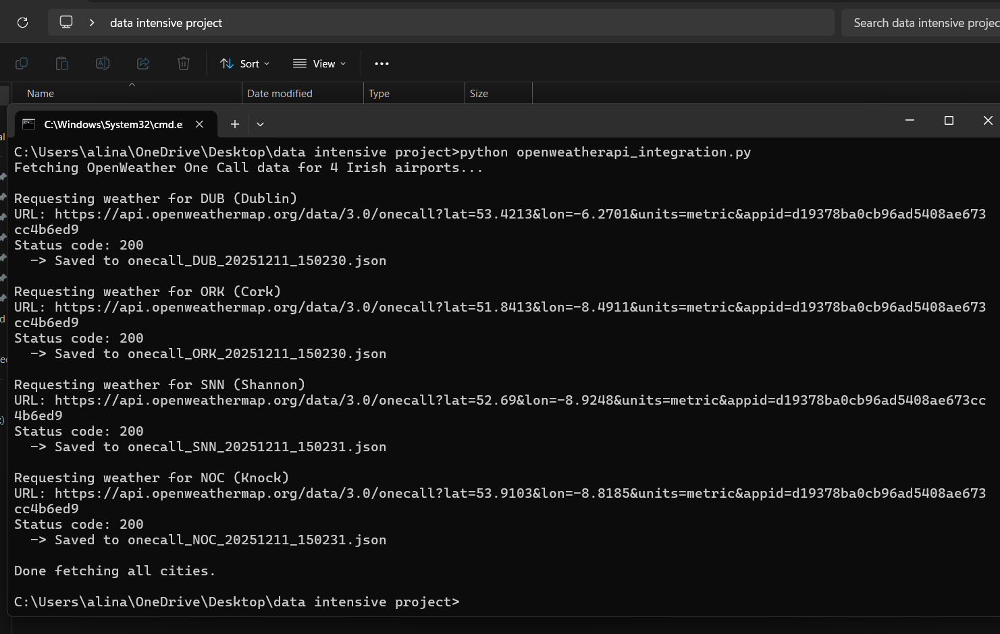 data intensive project
Search data intensive projec
Sort
View
Name
Date modified
Type
Size
C:\Windows\System32\cmd.e
C:\Users\alina\OneDrive\Desktop\data intensive project>python openweatherapi_integration.py
Fetching OpenWeather One Call data for 4 Irish airports...
Requesting weather for DUB (Dublin)
URL: https://api.openweathermap.org/data/3.0/onecall?lat=53.4213&lon=-6.2701&units=metric&appid=d19378ba0cb96ad5408ae673
cc4b6ed9
Status code: 200
-> Saved to onecall_DUB_20251211_150230.json
Requesting weather for ORK (Cork)
URL: https://api.openweathermap.org/data/3.0/onecall?lat=51.8413&lon=-8.4911&units=metric&appid=d19378ba0cb96ad5408ae673
cc4b6ed9
Status code: 200
-> Saved to onecall_ORK_20251211_150230.json
Requesting weather for SNN (Shannon)
URL: https://api.openweathermap.org/data/3.0/onecall?lat=52.69&lon=-8.9248&units=metric&appid=d19378ba0cb96ad5408ae673cc
4b6ed9
Status code: 200
-> Saved to onecall_SNN_20251211_150231.json
Requesting weather for NOC (Knock)
URL: https://api.openweathermap.org/data/3.0/onecall?lat=53.9103&lon=-8.8185&units=metric&appid=d19378ba0cb96ad5408ae673
cc4b6ed9
Status code: 200
-> Saved to onecall_NOC_20251211_150231.json
Done fetching all cities.
C:\Users\alina\OneDrive\Desktop\data intensive project>